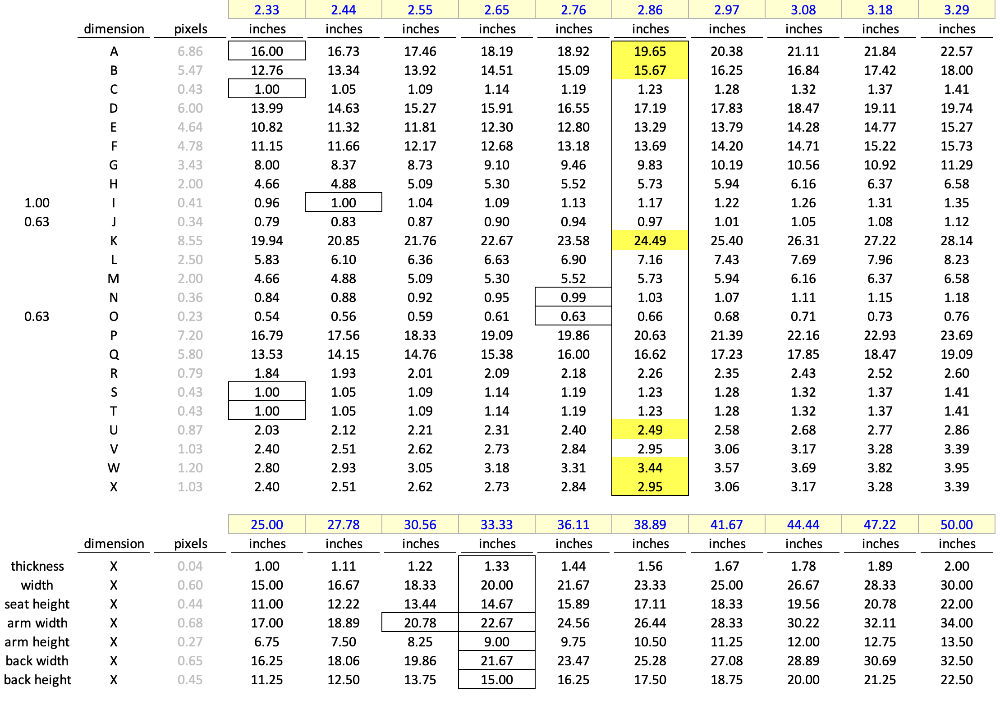 2.33 2.44 2.55 2.65 2.76 2.86 2.97 3.08 3.18 3.29
dimension pixels inches inches inches inches inches inches inches inches inches inches
A 6.86 16.00 16.73 17.46 18.19 18.92 19.65 20.38 21.11 21.84 22.57
B 5.47 12.76 13.34 13.92 14.51 15.09 15.67 16.25 16.84 17.42 18.00
C 0.43 1.00 1.05 1.09 1.14 1.19 1.23 1.28 1.32 1.37 1.41
D 6.00 13.99 14.63 15.27 15.91 16.55 17.19 17.83 18.47 19.11 19.74
E 4.64 10.82 11.32 11.81 12.30 12.80 13.29 13.79 14.28 14.77 15.27
F 4.78 11.15 11.66 12.17 12.68 13.18 13.69 14.20 14.71 15.22 15.73
G 3.43 8.00 8.37 8.73 9.10 9.46 9.83 10.19 10.56 10.92 11.29
H 2.00 4.66 4.88 5.09 5.30 5.52 5.73 5.94 6.16 6.37 6.58
1.00 I 0.41 0.96 1.00 1.04 1.09 1.13 1.17 1.22 1.26 1.31 1.35
0.63 J 0.34 0.79 0.83 0.87 0.90 0.94 0.97 1.01 1.05 1.08 1.12
K 8.55 19.94 20.85 21.76 22.67 23.58 24.49 25.40 26.31 27.22 28.14
L 2.50 5.83 6.10 6.36 6.63 6.90 7.16 7.43 7.69 7.96 8.23
M 2.00 4.66 4.88 5.09 5.30 5.52 5.73 5.94 6.16 6.37 6.58
N 0.36 0.84 0.88 0.92 0.95 0.99 1.03 1.07 1.11 1.15 1.18
0.63 O 0.23 0.54 0.56 0.59 0.61 0.63 0.66 0.68 0.71 0.73 0.76
P 7.20 16.79 17.56 18.33 19.09 19.86 20.63 21.39 22.16 22.93 23.69
Q 5.80 13.53 14.15 14.76 15.38 16.00 16.62 17.23 17.85 18.47 19.09
R 0.79 1.84 1.93 2.01 2.09 2.18 2.26 2.35 2.43 2.52 2.60
S 0.43 1.00 1.05 1.09 1.14 1.19 1.23 1.28 1.32 1.37 1.41
T 0.43 1.00 1.05 1.09 1.14 1.19 1.23 1.28 1.32 1.37 1.41
U 0.87 2.03 2.12 2.21 2.31 2.40 2.49 2.58 2.68 2.77 2.86
V 1.03 2.40 2.51 2.62 2.73 2.84 2.95 3.06 3.17 3.28 3.39
W 1.20 2.80 2.93 3.05 3.18 3.31 3.44 3.57 3.69 3.82 3.95
X 1.03 2.40 2.51 2.62 2.73 2.84 2.95 3.06 3.17 3.28 3.39
25.00 27.78 30.56 33.33 36.11 38.89 41.67 44.44 47.22 50.00
dimension pixels inches inches inches inches inches inches inches inches inches inches
thickness X 0.04 1.00 1.11 1.22 1.33 1.44 1.56 1.67 1.78 1.89 2.00
width X 0.60 15.00 16.67 18.33 20.00 21.67 23.33 25.00 26.67 28.33 30.00
seat height X 0.44 11.00 12.22 13.44 14.67 15.89 17.11 18.33 19.56 20.78 22.00
arm width X 0.68 17.00 18.89 20.78 22.67 24.56 26.44 28.33 30.22 32.11 34.00
arm height X 0.27 6.75 7.50 8.25 9.00 9.75 10.50 11.25 12.00 12.75 13.50
back width X 0.65 16.25 18.06 19.86 21.67 23.47 25.28 27.08 28.89 30.69 32.50
back height X 0.45 11.25 12.50 13.75 15.00 16.25 17.50 18.75 20.00 21.25 22.50